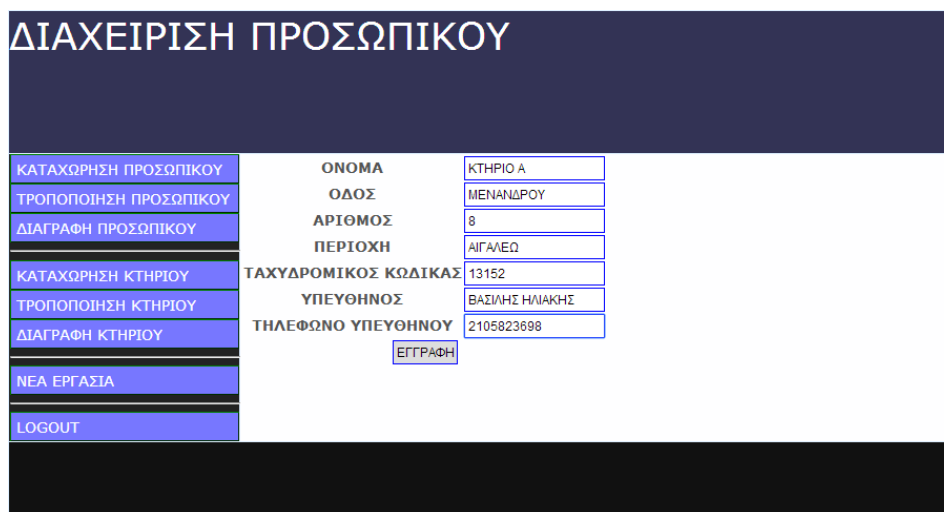 ΔΙΑΧΕΙΡΙΣΗ ΠΡΟΣΩΠΙΚΟΥ
ΚΑΤΑΧΩΡΗΣΗ ΠΡΟΣΩΠΙΚΟΥ
ΤΡΟΠΟΠΟΙΗΣΗ ΠΡΟΣΩΠΙΚΟΥ
ΔΙΑΓΡΑΦΗ ΠΡΟΣΩΠΙΚΟΥ
ΚΑΤΑΧΩΡΗΣΗ ΚΤΗΡΙΟΥ
ΤΡΟΠΟΠΟΙΗΣΗ ΚΤΗΡΙΟΥ
ΔΙΑΓΡΑΦΗ ΚΤΗΡΙΟΥ
ΝΕΑ ΕΡΓΑΣΙΑ
LOGOUT
ΟΝΟΜΑ ΚΤΗΡΙΟ Α
ΟΔΟΣ ΜΕΝΑΝΔΡΟΥ
ΑΡΙΘΜΟΣ 8
ΠΕΡΙΟΧΗ ΑΙΓΑΛΕΩ
ΤΑΧΥΔΡΟΜΙΚΟΣ ΚΩΔΙΚΑΣ 13152
ΥΠΕΥΘΗΝΟΣ ΒΑΣΙΛΗΣ ΗΛΙΑΚΗΣ
ΤΗΛΕΦΩΝΟ ΥΠΕΥΘΗΝΟΥ 2105823698
ΕΓΓΡΑΦΗ